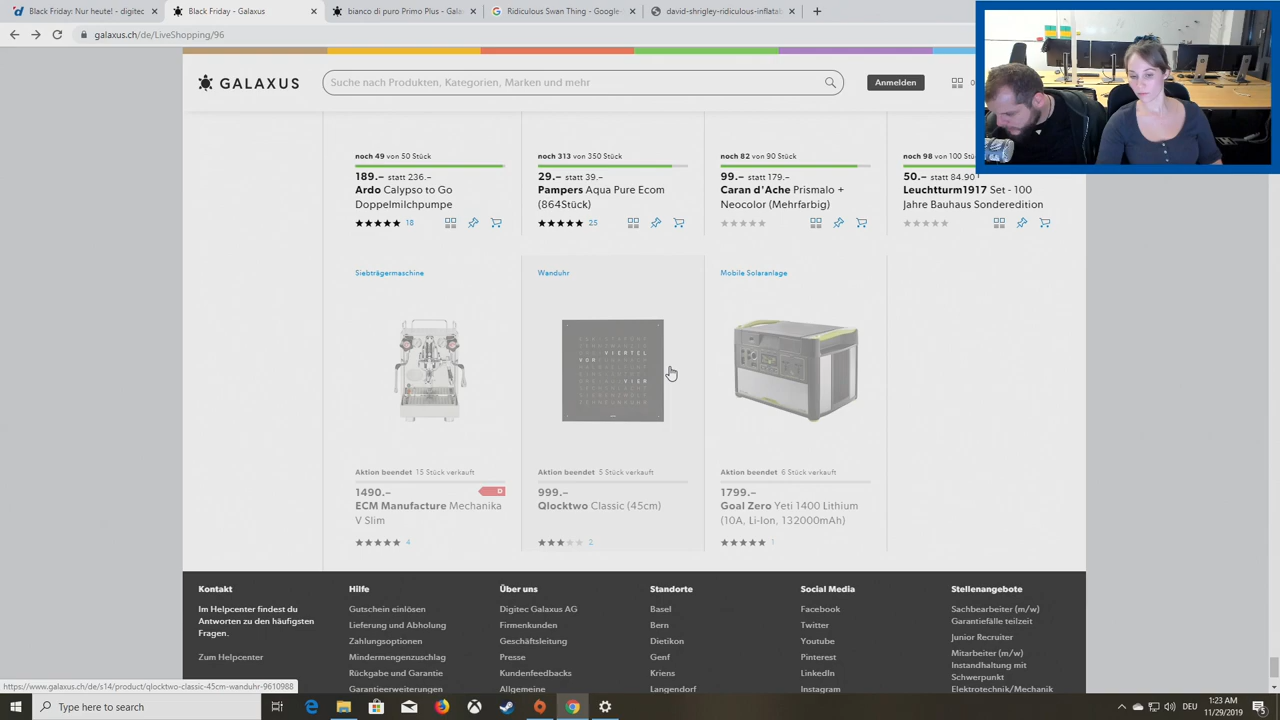 Black Friday: Nur heute! - digitec
Black Friday - Galaxus
Bianco di puro Primo Plus - Gala
Ridiculous Swan Thing - Google
david-shrigley-ridiculous-inflatab
galaxus.ch/de/LiveShopping/96
GALAXUS
Suche nach Produkten, Kategorien, Marken und mehr
Anmelden
0
noch 49 von 50 Stück
189.– statt 236.–
Ardo Calypso to Go
Doppelmilchpumpe
18
noch 313 von 350 Stück
29.– statt 39.–
Pampers Aqua Pure Ecom
(864Stück)
25
noch 82 von 90 Stück
99.– statt 179.–
Caran d'Ache Prismalo +
Neocolor (Mehrfarbig)
noch 98 von 100 Stü
50.– statt 84.90
Leuchtturm1917 Set - 100
Jahre Bauhaus Sonderedition
Siebträgermaschine
Aktion beendet 15 Stück verkauft
1490.–
D
ECM Manufacture Mechanika
V Slim
4
Wanduhr
VIERTEL
VOR
VIER
Aktion beendet 5 Stück verkauft
999.–
Qlocktwo Classic (45cm)
2
Mobile Solaranlage
Aktion beendet 6 Stück verkauft
1799.–
Goal Zero Yeti 1400 Lithium
(10A, Li-Ion, 132000mAh)
1
Kontakt
Im Helpcenter findest du
Antworten zu den häufigsten
Fragen.
Zum Helpcenter
Hilfe
Gutschein einlösen
Lieferung und Abholung
Zahlungsoptionen
Mindermengenzuschlag
Rückgabe und Garantie
Garantieerweiterungen
Über uns
Digitec Galaxus AG
Firmenkunden
Geschäftsleitung
Presse
Kundenfeedbacks
Allgemeine
Standorte
Basel
Bern
Dietikon
Genf
Kriens
Langendorf
Social Media
Facebook
Twitter
Youtube
Pinterest
LinkedIn
Instagram
Stellenangebote
Sachbearbeiter (m/w)
Garantiefälle teilzeit
Junior Recruiter
Mitarbeiter (m/w)
Instandhaltung mit
Schwerpunkt
Elektrotechnik/Mechanik
https://www.galaxus.ch/de/s14/product/qlocktwo-classic-45cm-wanduhr-9610988
Type here to search
DEU
1:23 AM
11/29/2019
5